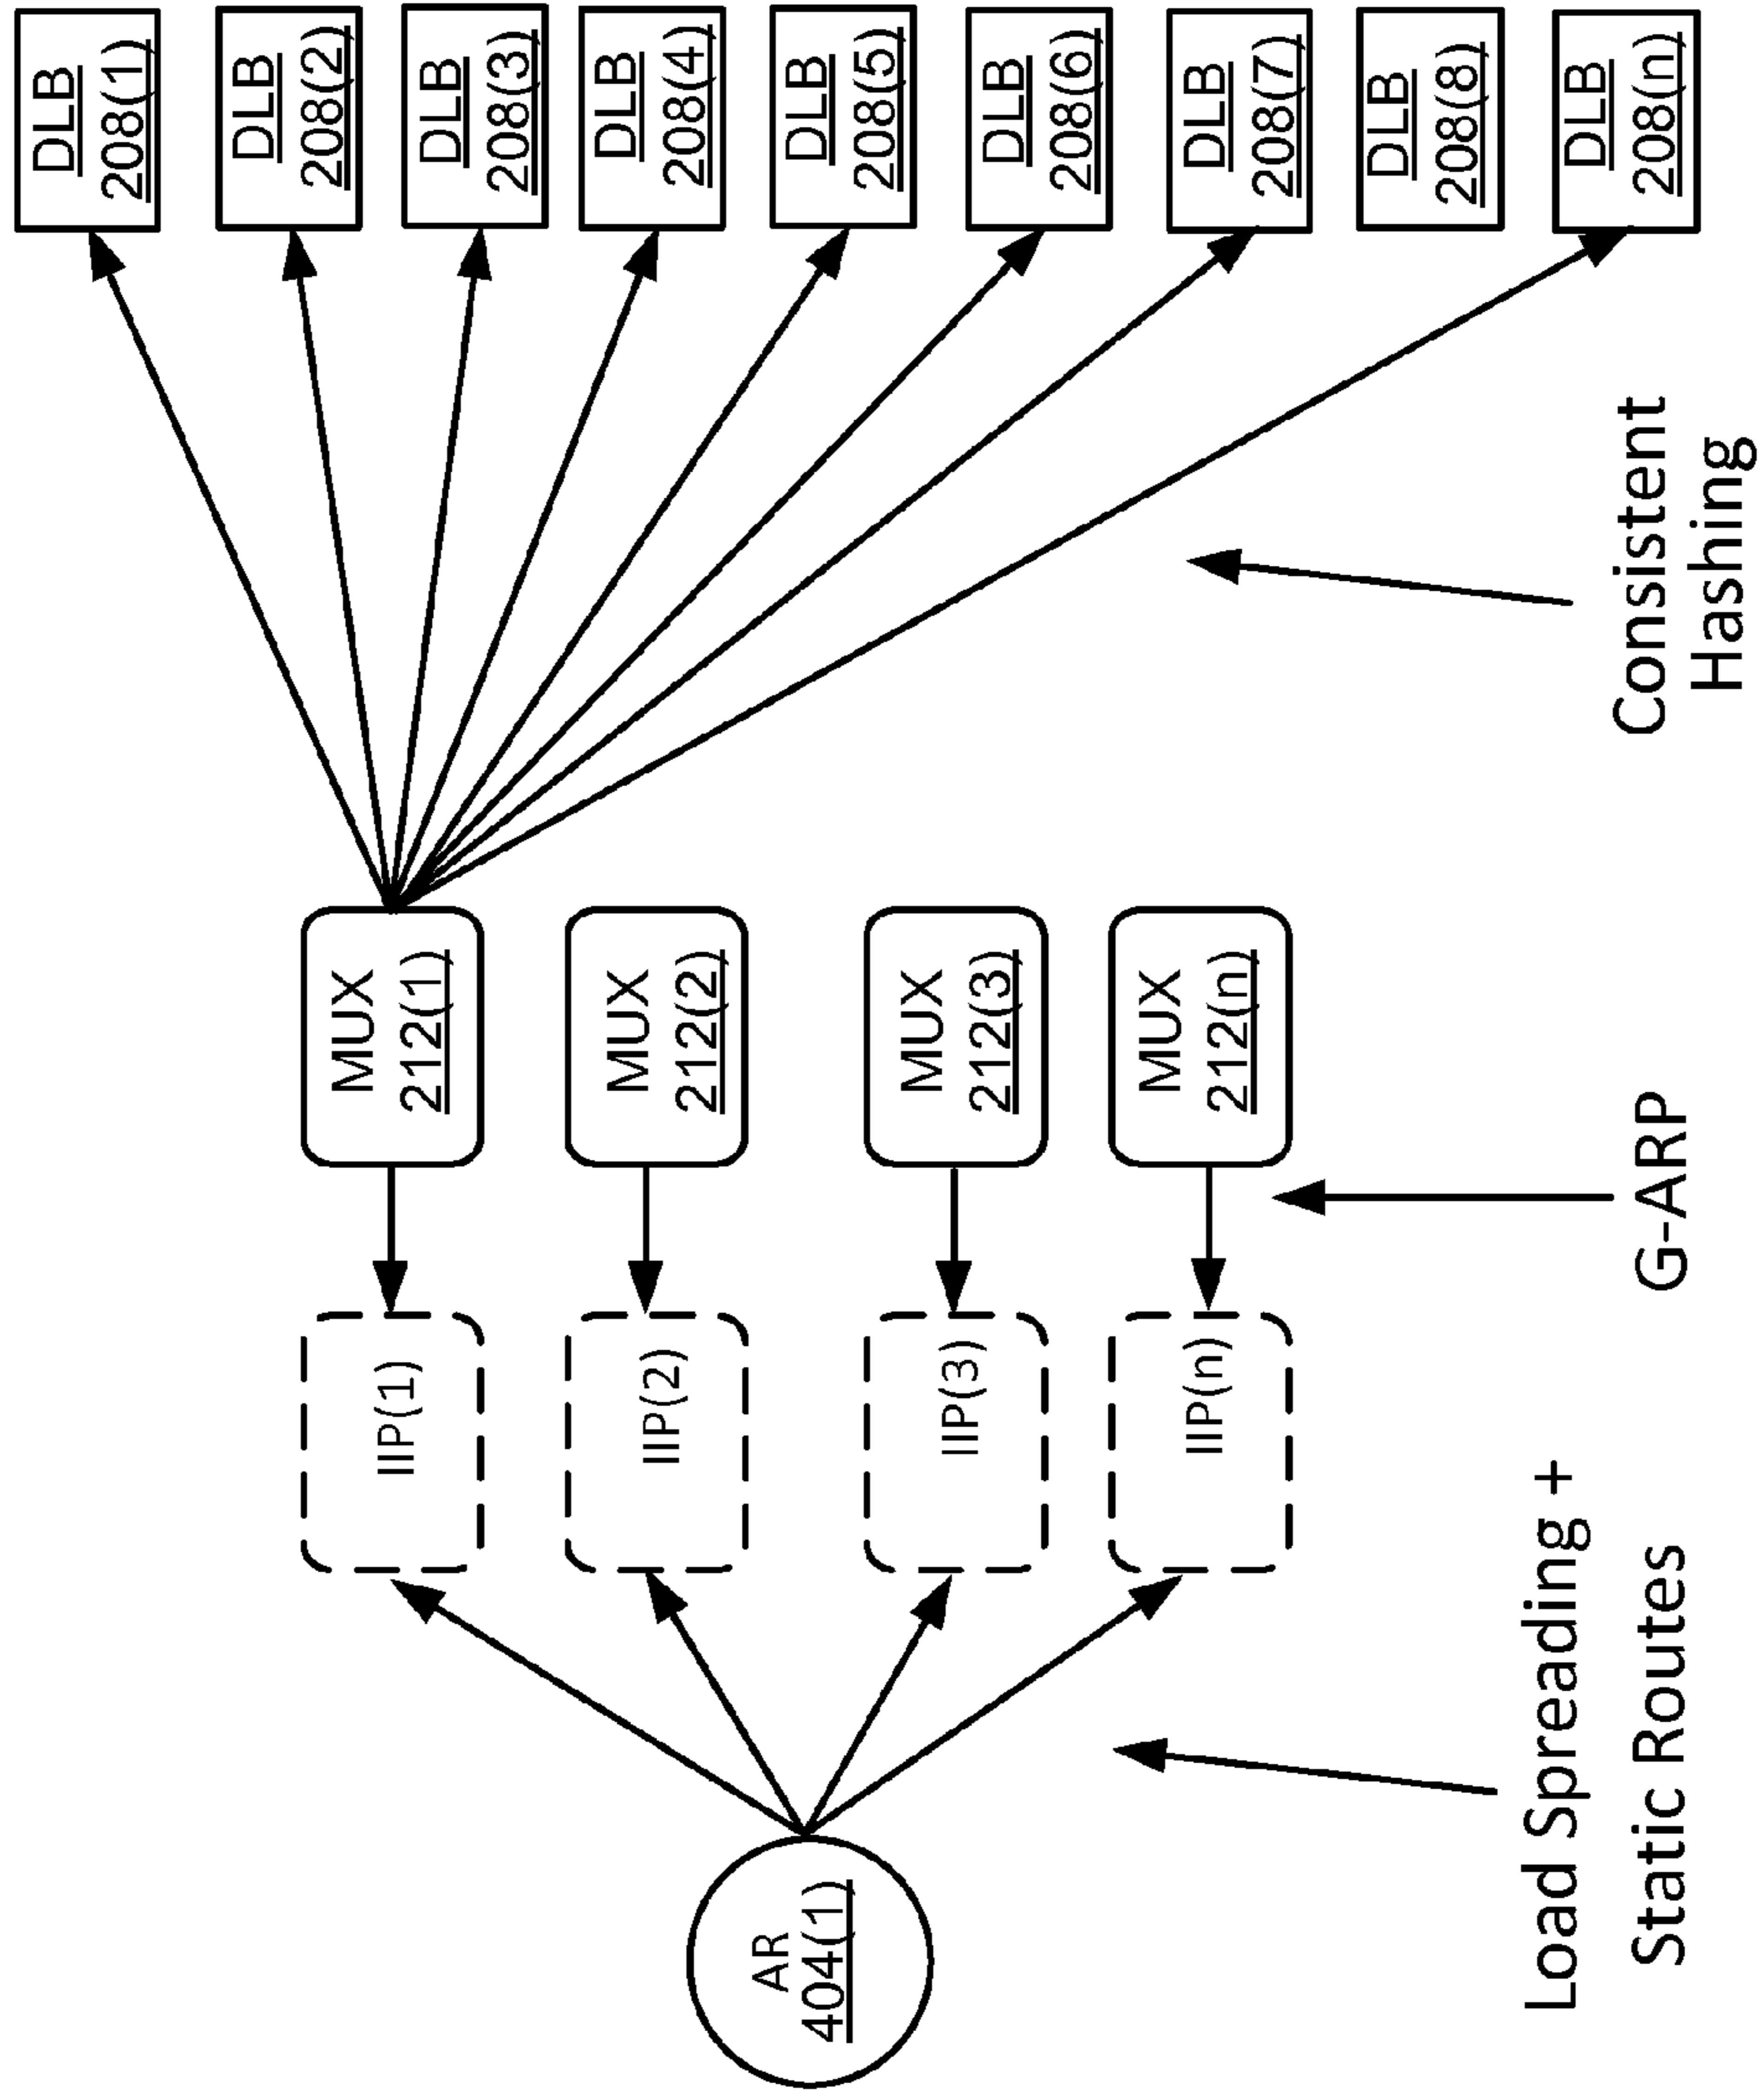 AR
404(1)
IIP(1)
IIP(2)
IIP(3)
IIP(n)
MUX
212(1)
MUX
212(2)
MUX
212(3)
MUX
212(n)
DLB
208(1)
DLB
208(2)
DLB
208(3)
DLB
208(4)
DLB
208(5)
DLB
208(6)
DLB
208(7)
DLB
208(8)
DLB
208(n)
Load Spreading +
Static Routes
G-ARP
Consistent
Hashing